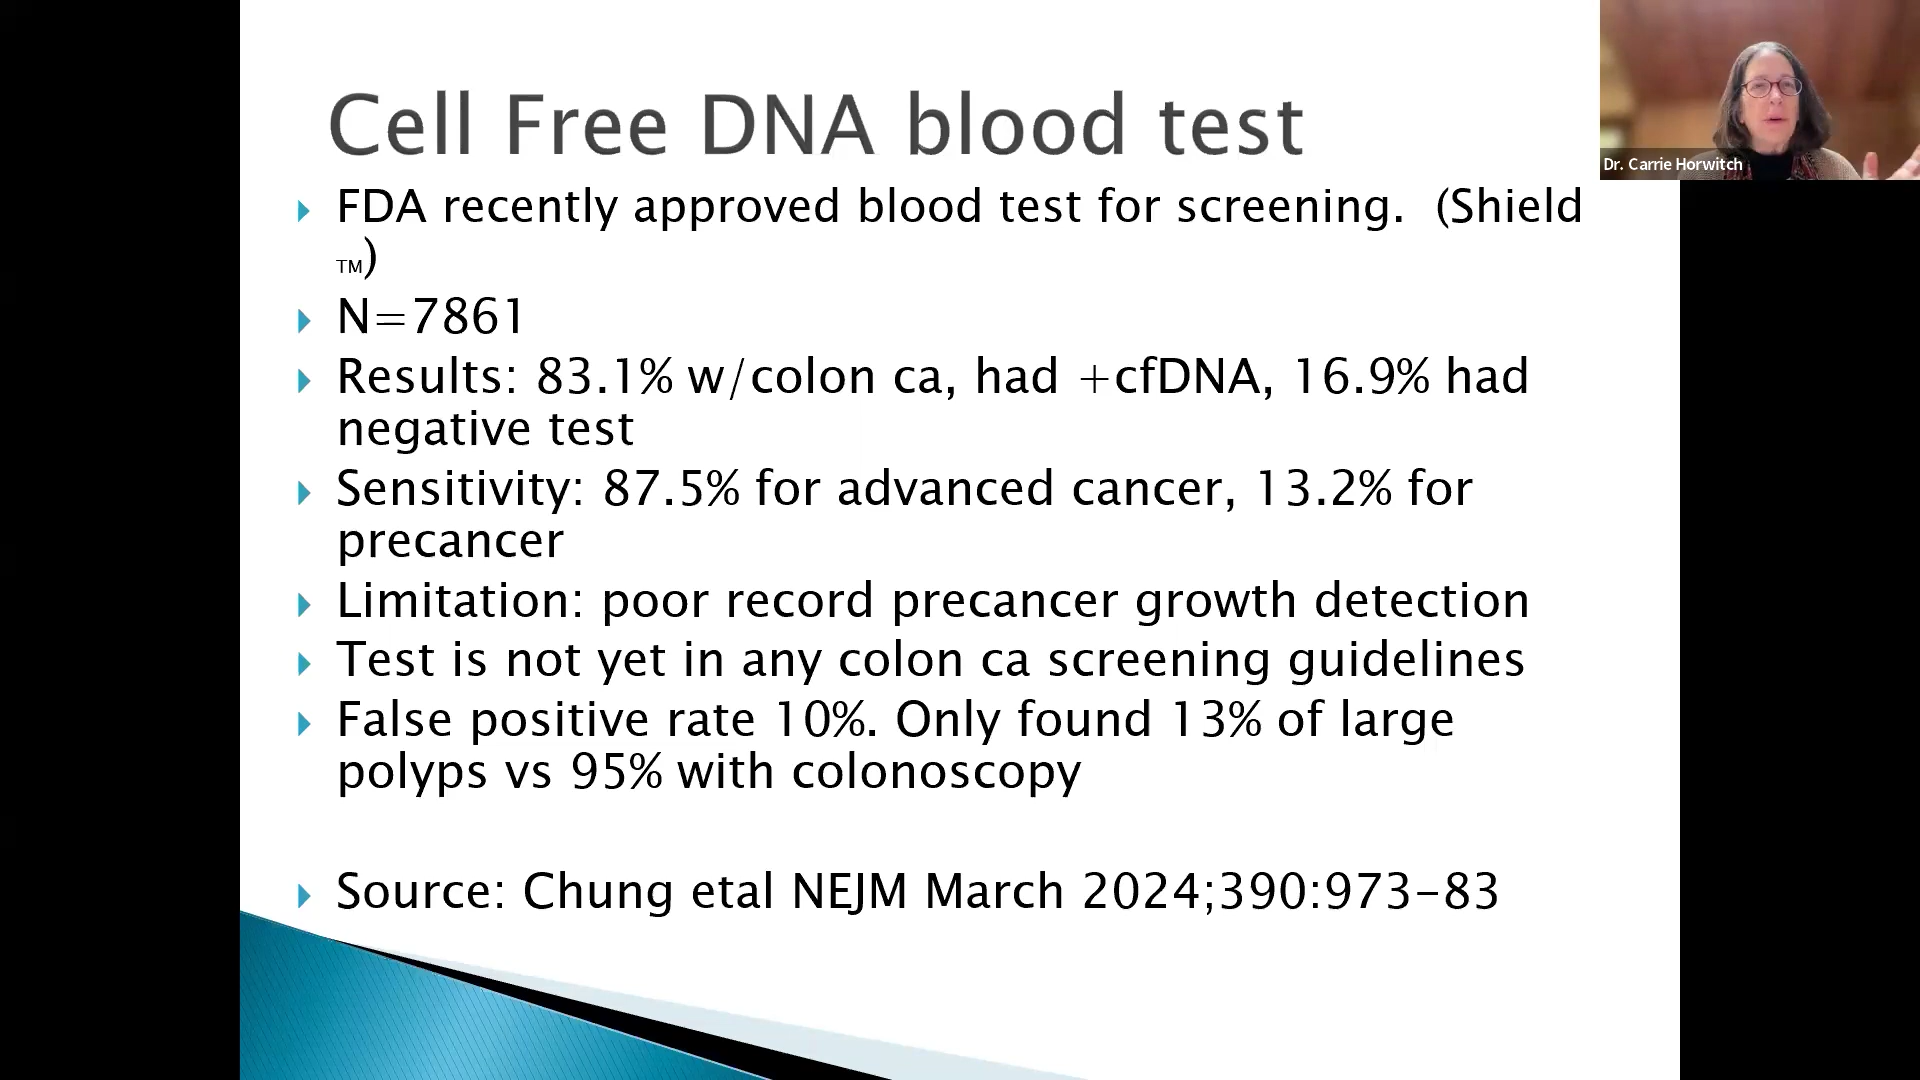 Cell Free DNA blood test
FDA recently approved blood test for screening. (Shield
TM)
N=7861
Results: 83.1% w/colon ca, had +cfDNA, 16.9% had
negative test
Sensitivity: 87.5% for advanced cancer, 13.2% for
precancer
Limitation: poor record precancer growth detection
Test is not yet in any colon ca screening guidelines
False positive rate 10%. Only found 13% of large
polyps vs 95% with colonoscopy
Source: Chung etal NEJM March 2024;390:973-83
Dr. Carrie Horwitch